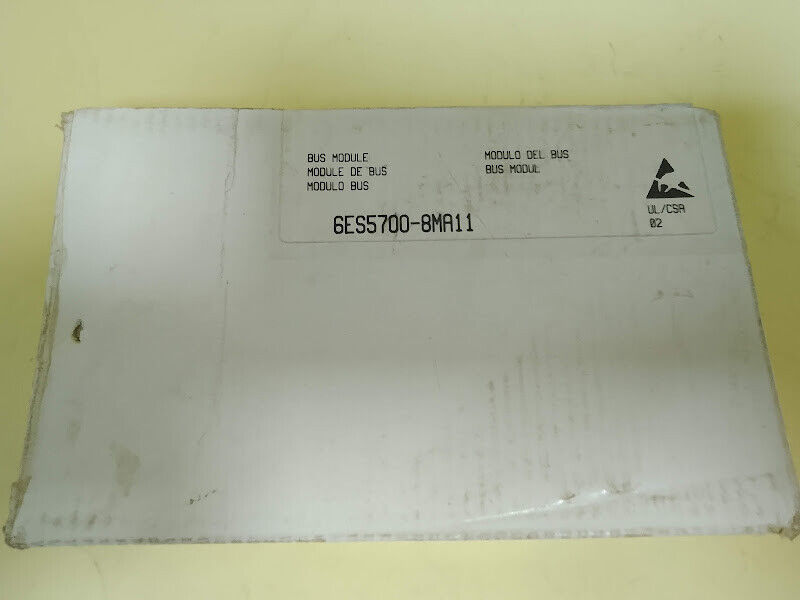 BUS MODULE
MODULE DE BUS
MODULO BUS
MODULO DEL BUS
BUS MODUL
6ES5700-8MA11
UL/CSA
02